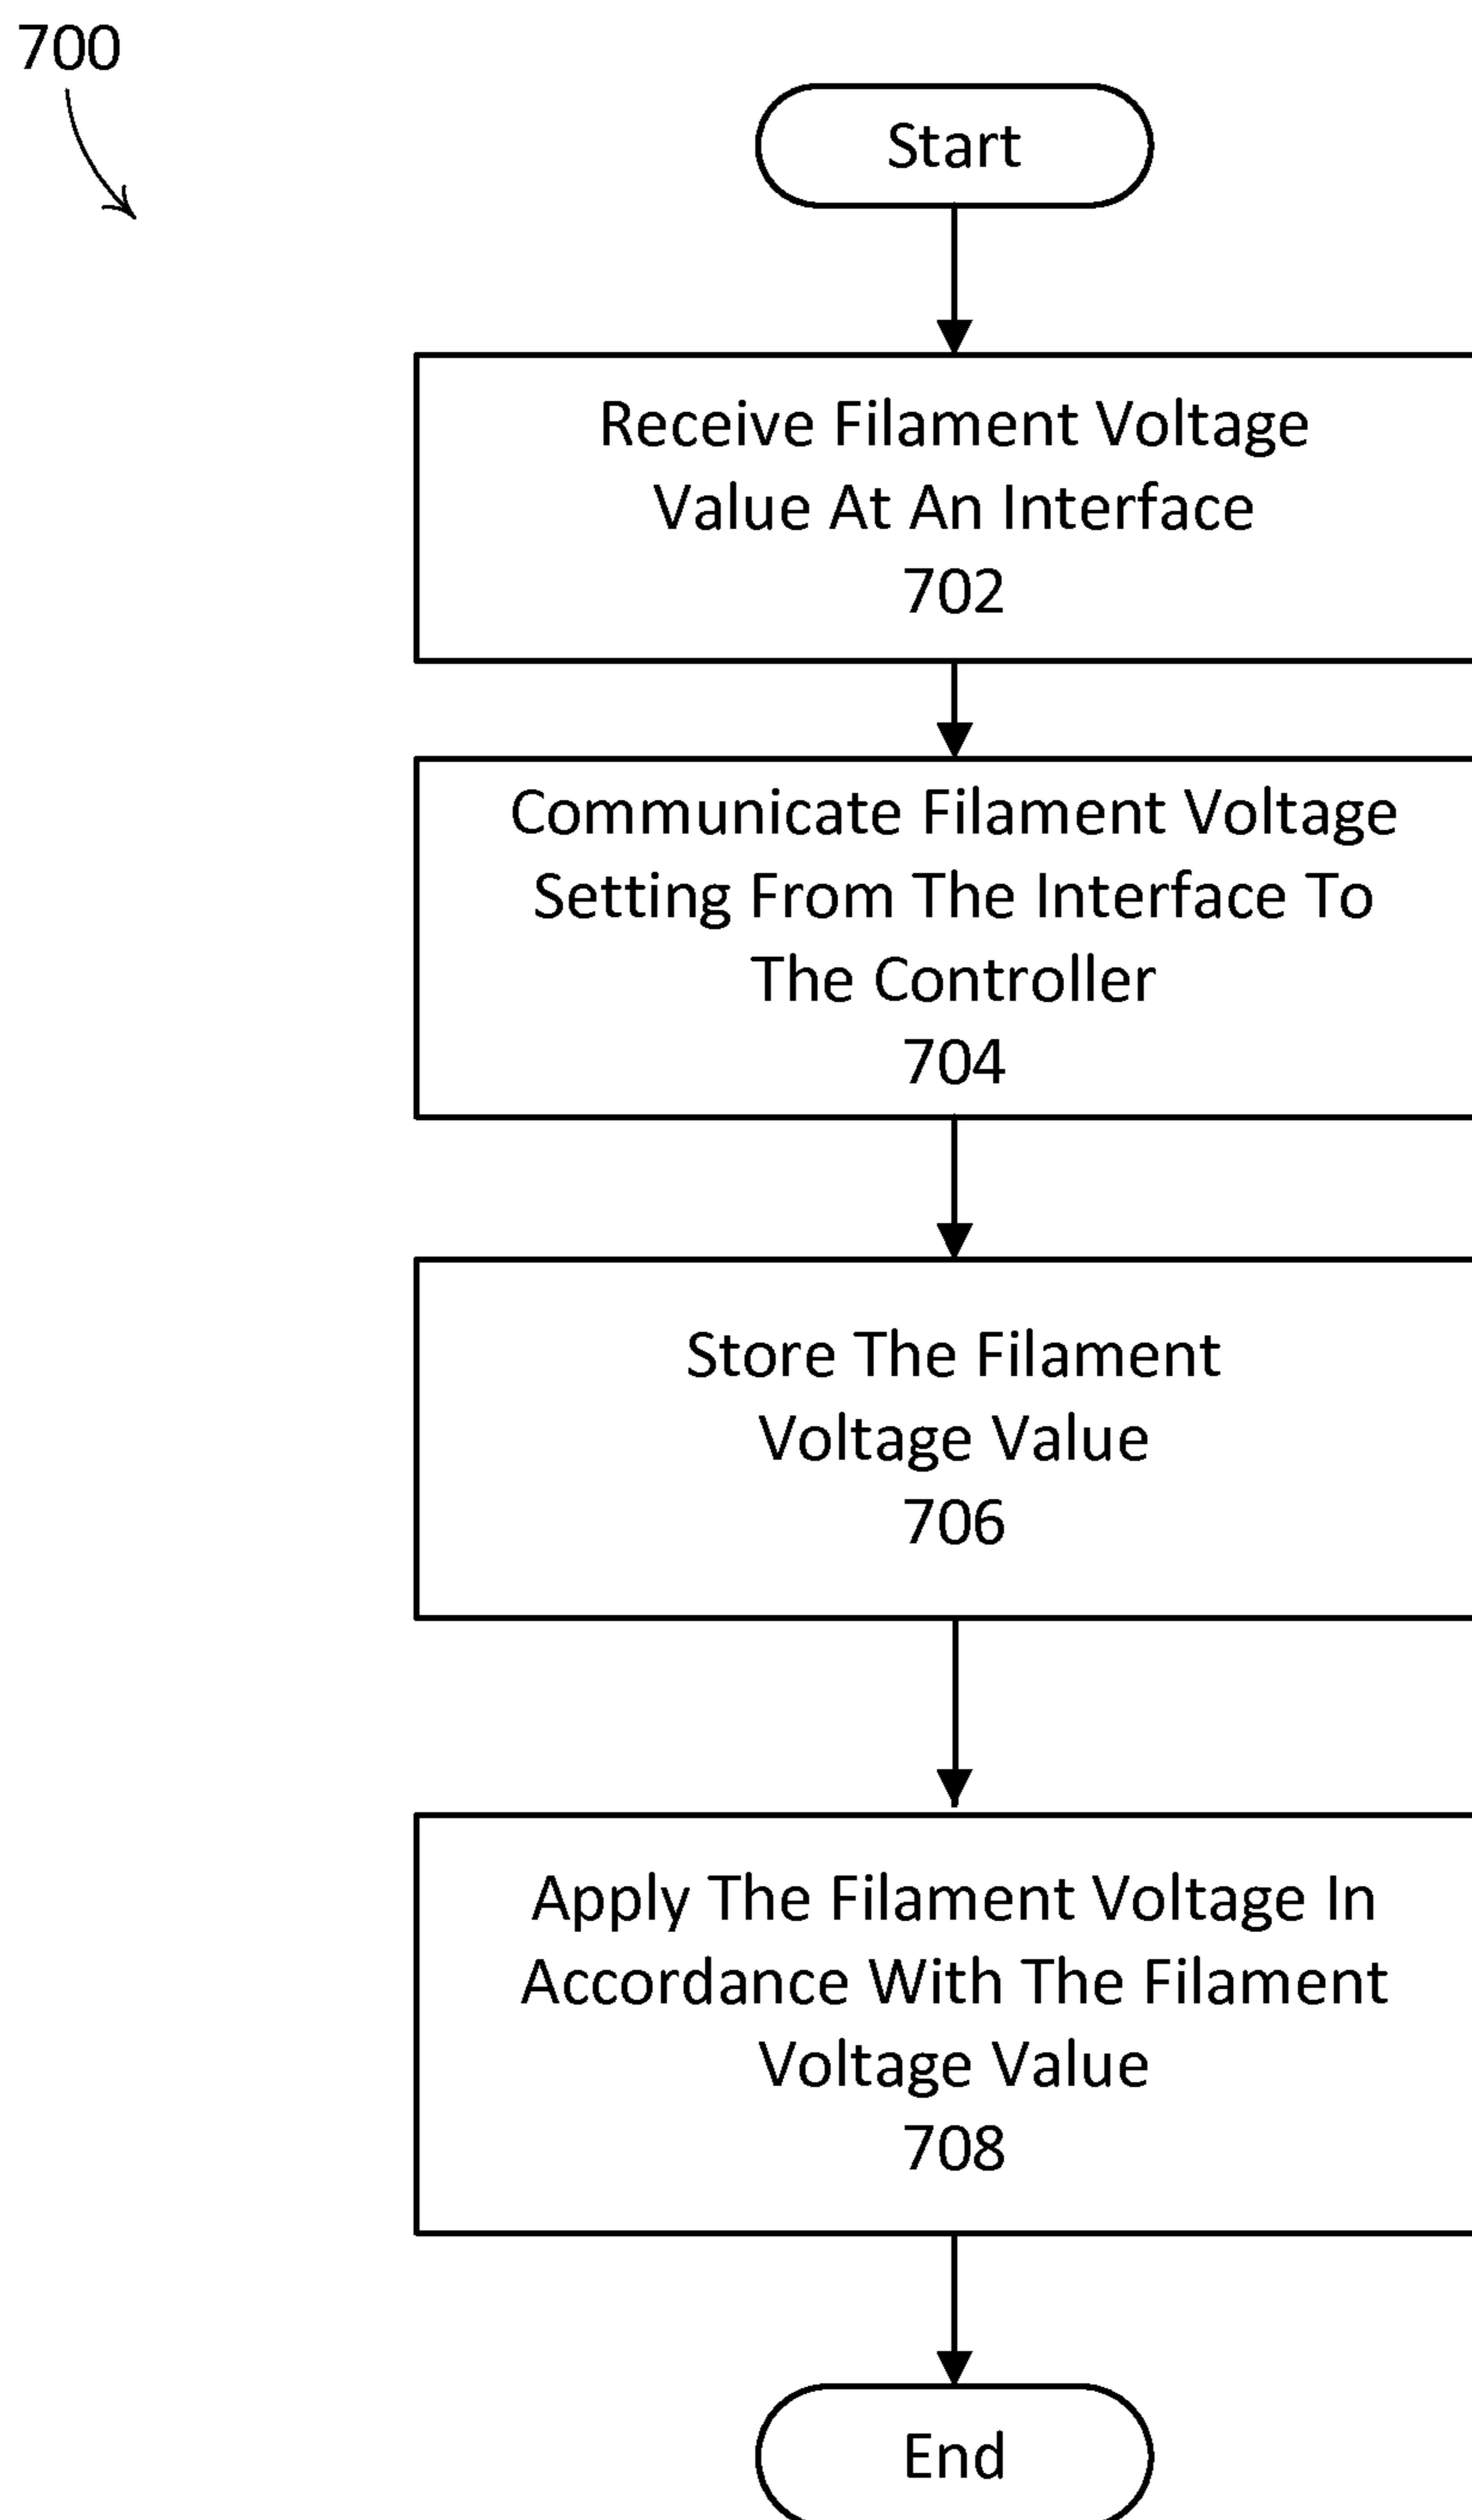 700
Start
Receive Filament Voltage
Value At An Interface
702
Communicate Filament Voltage
Setting From The Interface To
The Controller
704
Store The Filament
Voltage Value
706
Apply The Filament Voltage In
Accordance With The Filament
Voltage Value
708
End